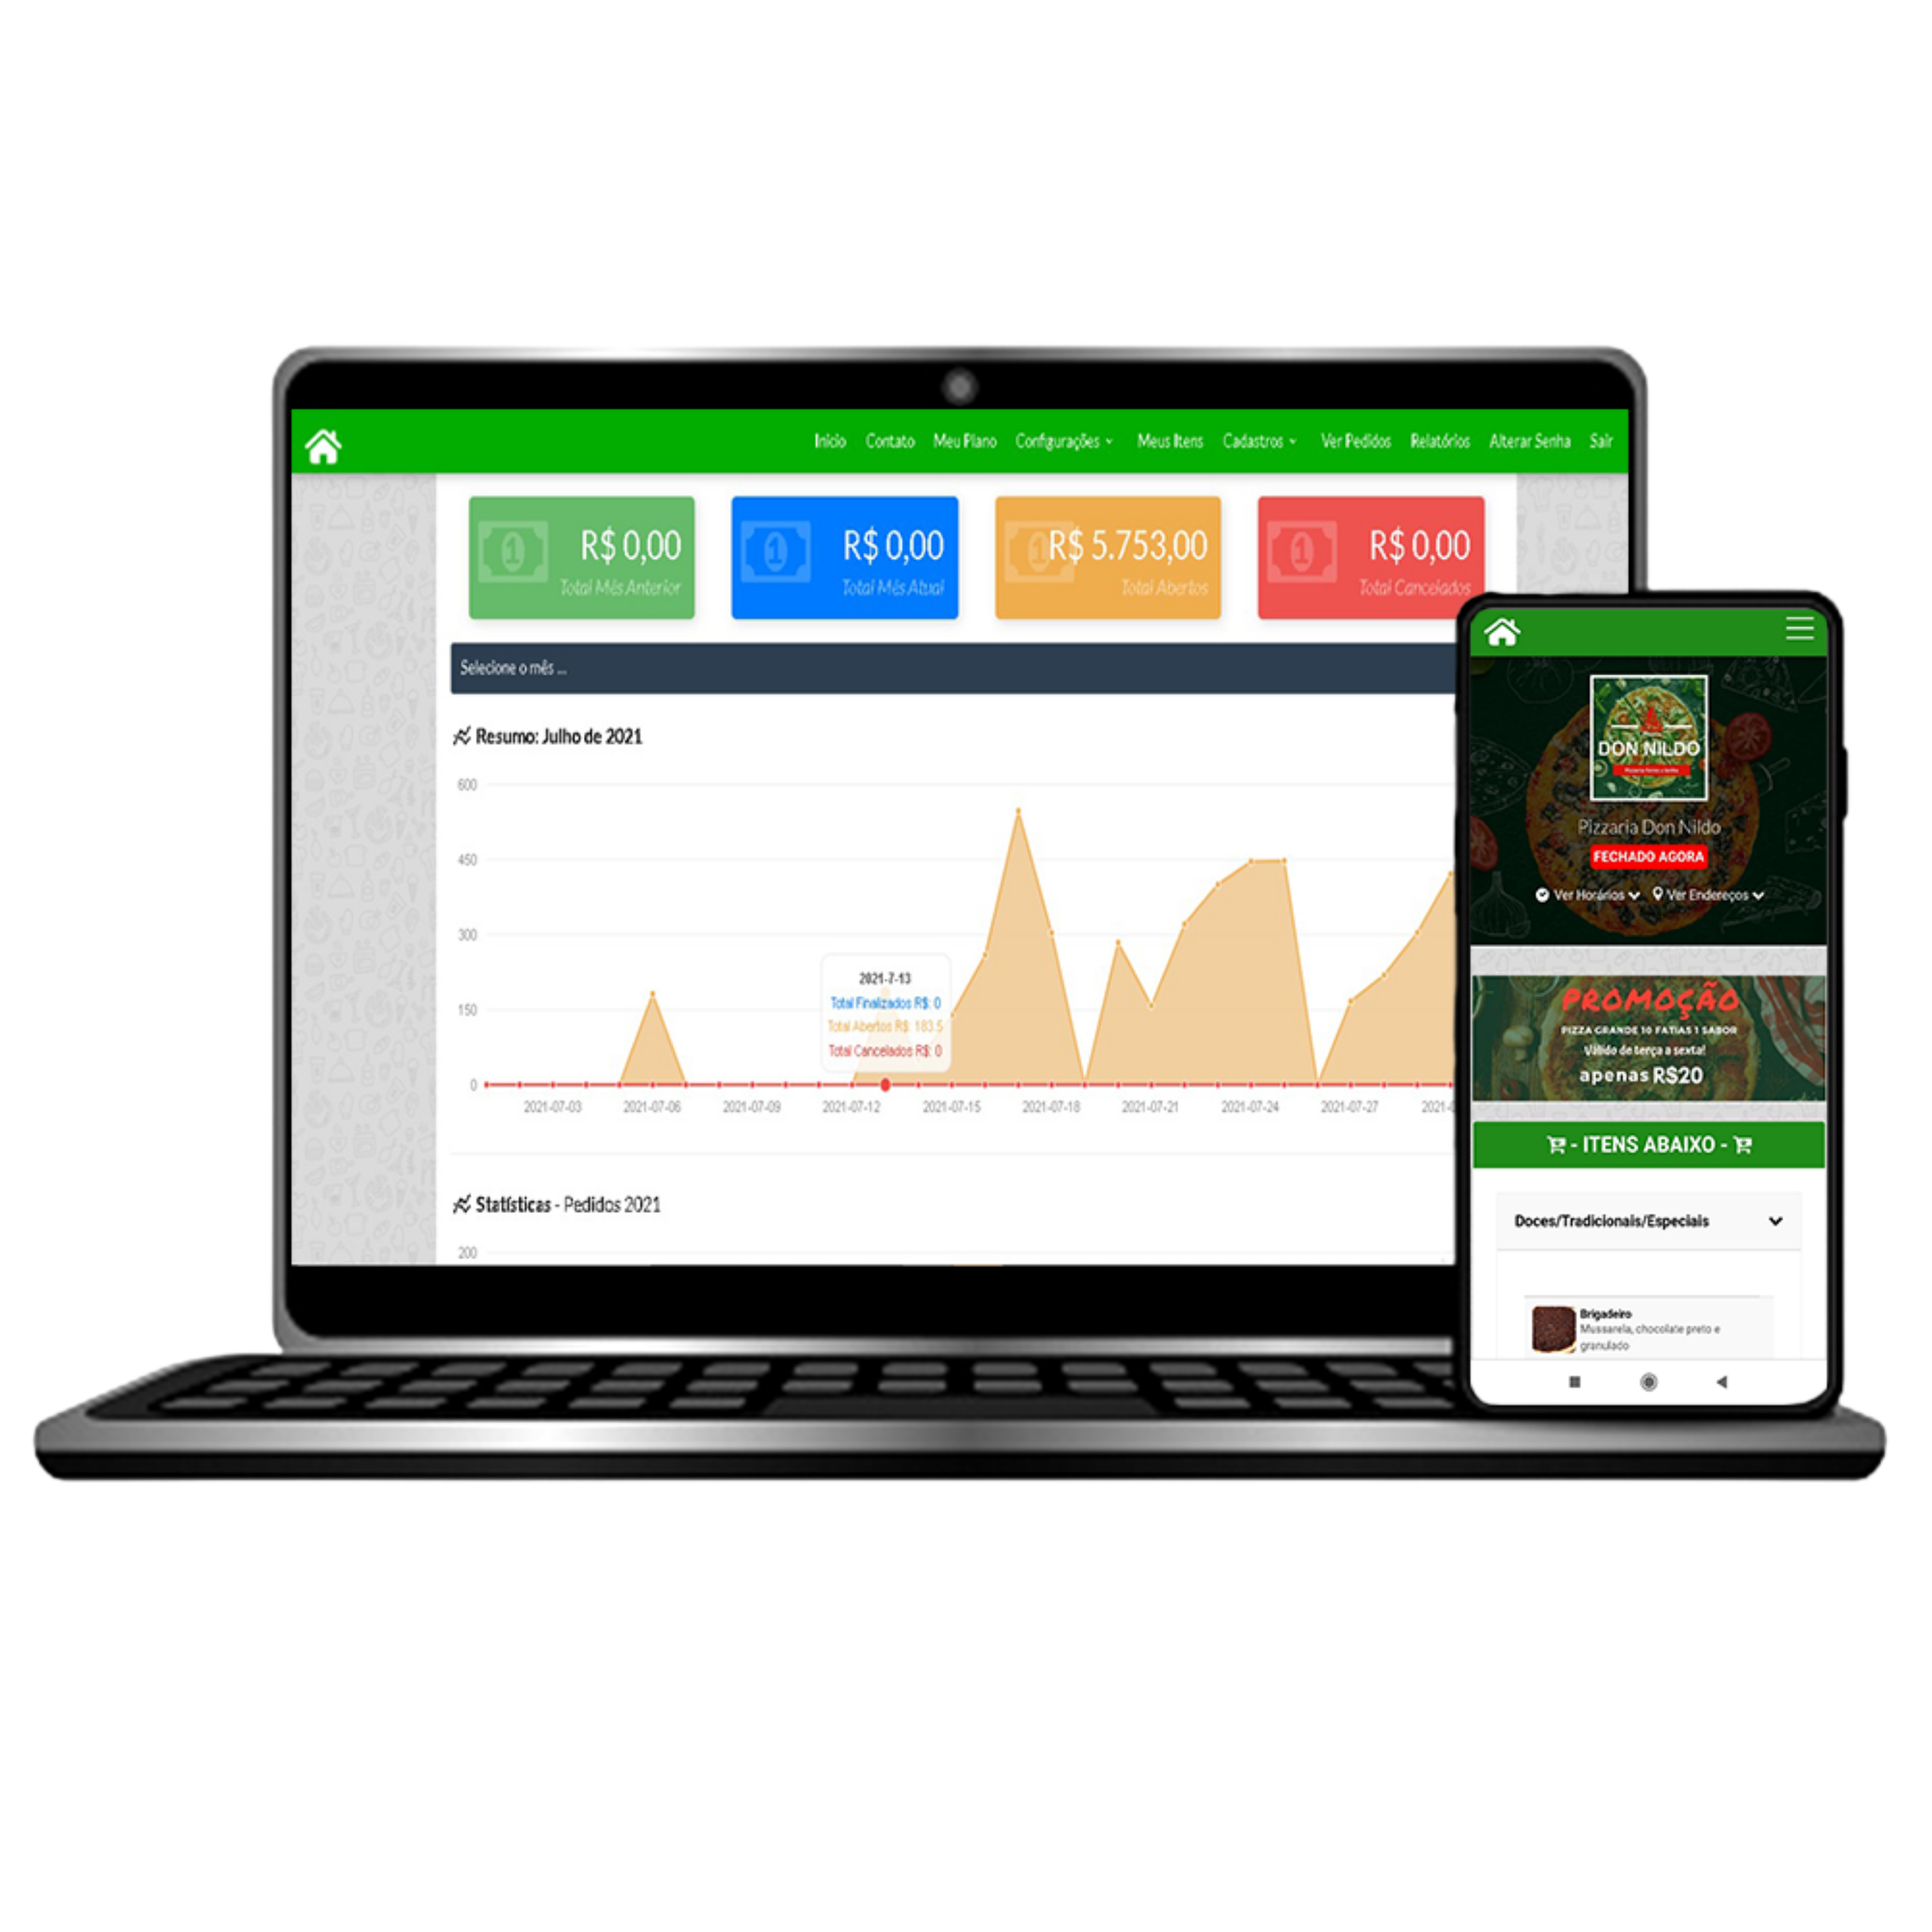 Início Contato Meu Plano Configurações Meus Itens Cadastros Ver Pedidos Relatórios Alterar Senha Sair
R$ 0,00
Total Mês Anterior
R$ 0,00
Total Mês Atual
R$ 5.753,00
Total Abertos
R$ 0,00
Total Cancelados
Selecione o mês ...
Resumo: Julho de 2021
600
450
300
150
0
2021-7-13
Total Finalizados R$: 0
Total Abertos R$: 183.5
Total Cancelados R$: 0
2021-07-03 2021-07-06 2021-07-09 2021-07-12 2021-07-15 2021-07-18 2021-07-21 2021-07-24 2021-07-27
Statísticas - Pedidos 2021
200
DON NILDO
Pizzaria Don Nildo
FECHADO AGORA
Ver Horários Ver Endereços
PROMOÇÃO
PIZZA GRANDE 10 FATIAS 1 SABOR
Válido de terça a sexta!
apenas R$20
- ITENS ABAIXO -
Doces/Tradicionais/Especiais
Brigadeiro
Mussarela, chocolate preto e
granulado